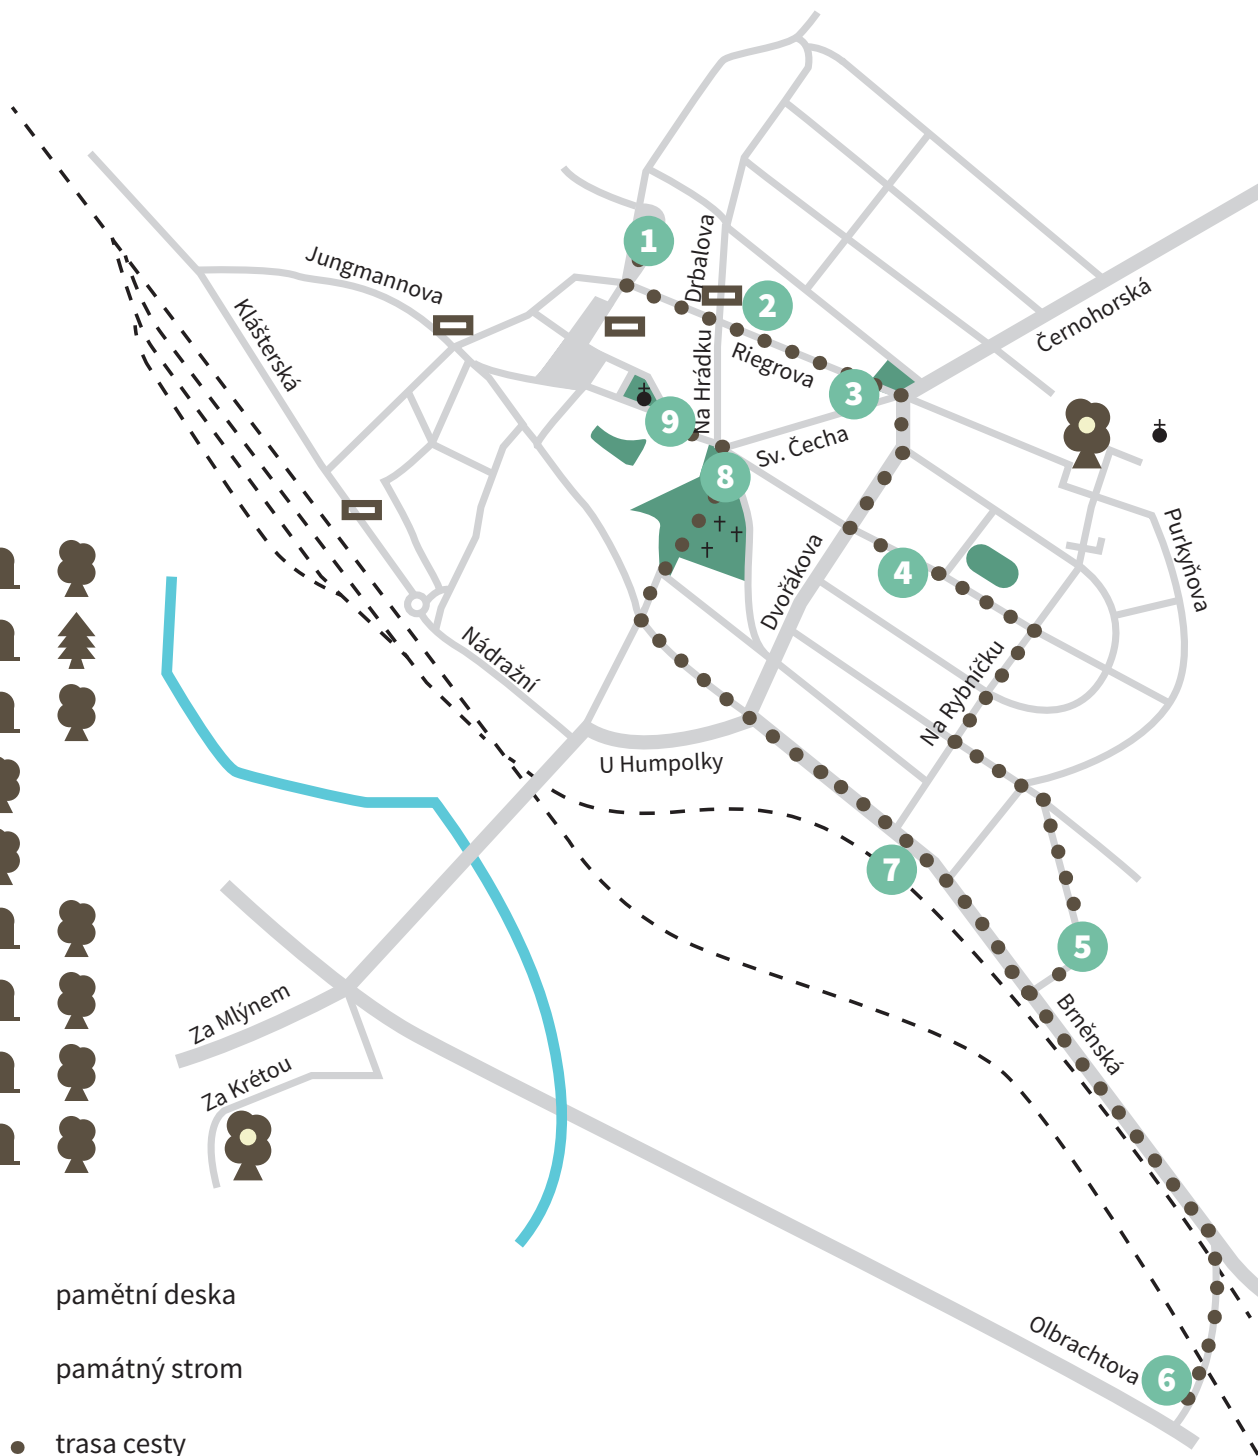 1
Drbalova
Jungmannova
2
Černohorská
Klášterská
Riegrova
3
Na Hrádku
9
Sv. Čecha
8
Purkyňova
Dvořákova
4
Nádražní
Na Rybníčku
U Humpolky
7
5
Za Mlýnem
Brněnská
Za Krétou
pamětní deska
Olbrachtova
památný strom
6
trasa cesty